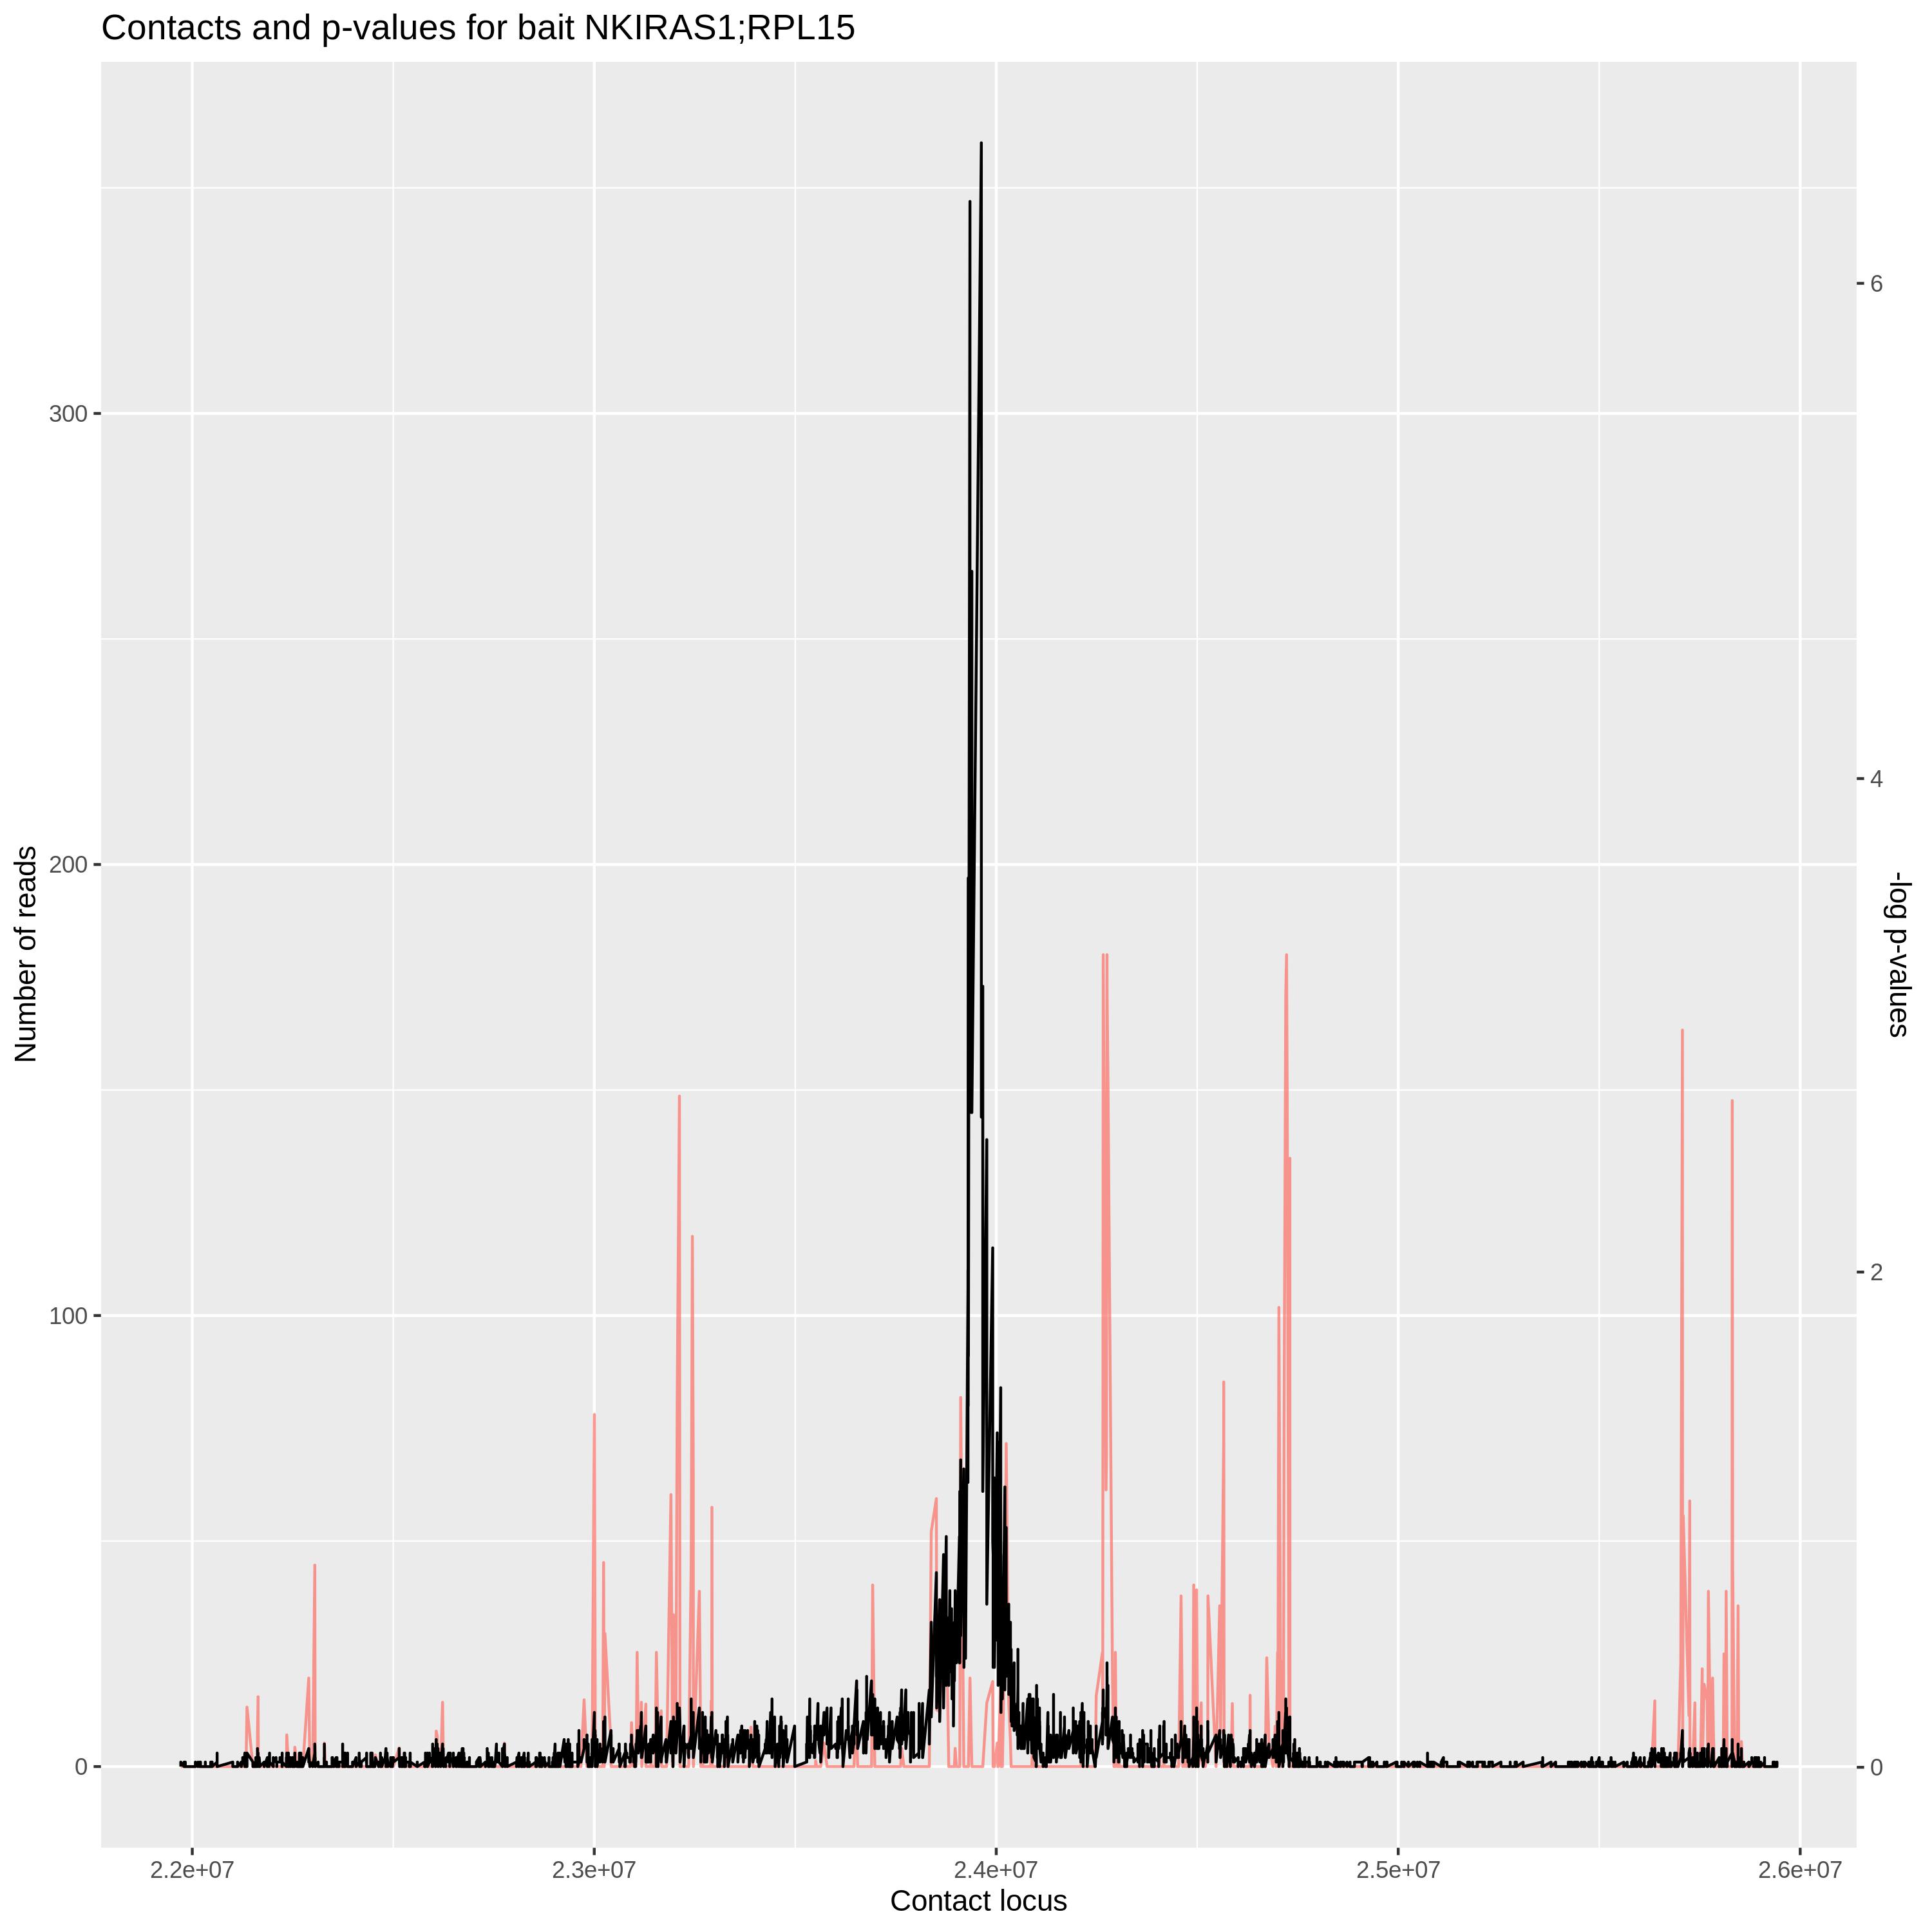 Contacts and p-values for bait NKIRAS1;RPL15
Number of reads
300
200
100
0
6
4
2
0
-log p-values
2.2e+07
2.3e+07
2.4e+07
2.5e+07
2.6e+07
Contact locus